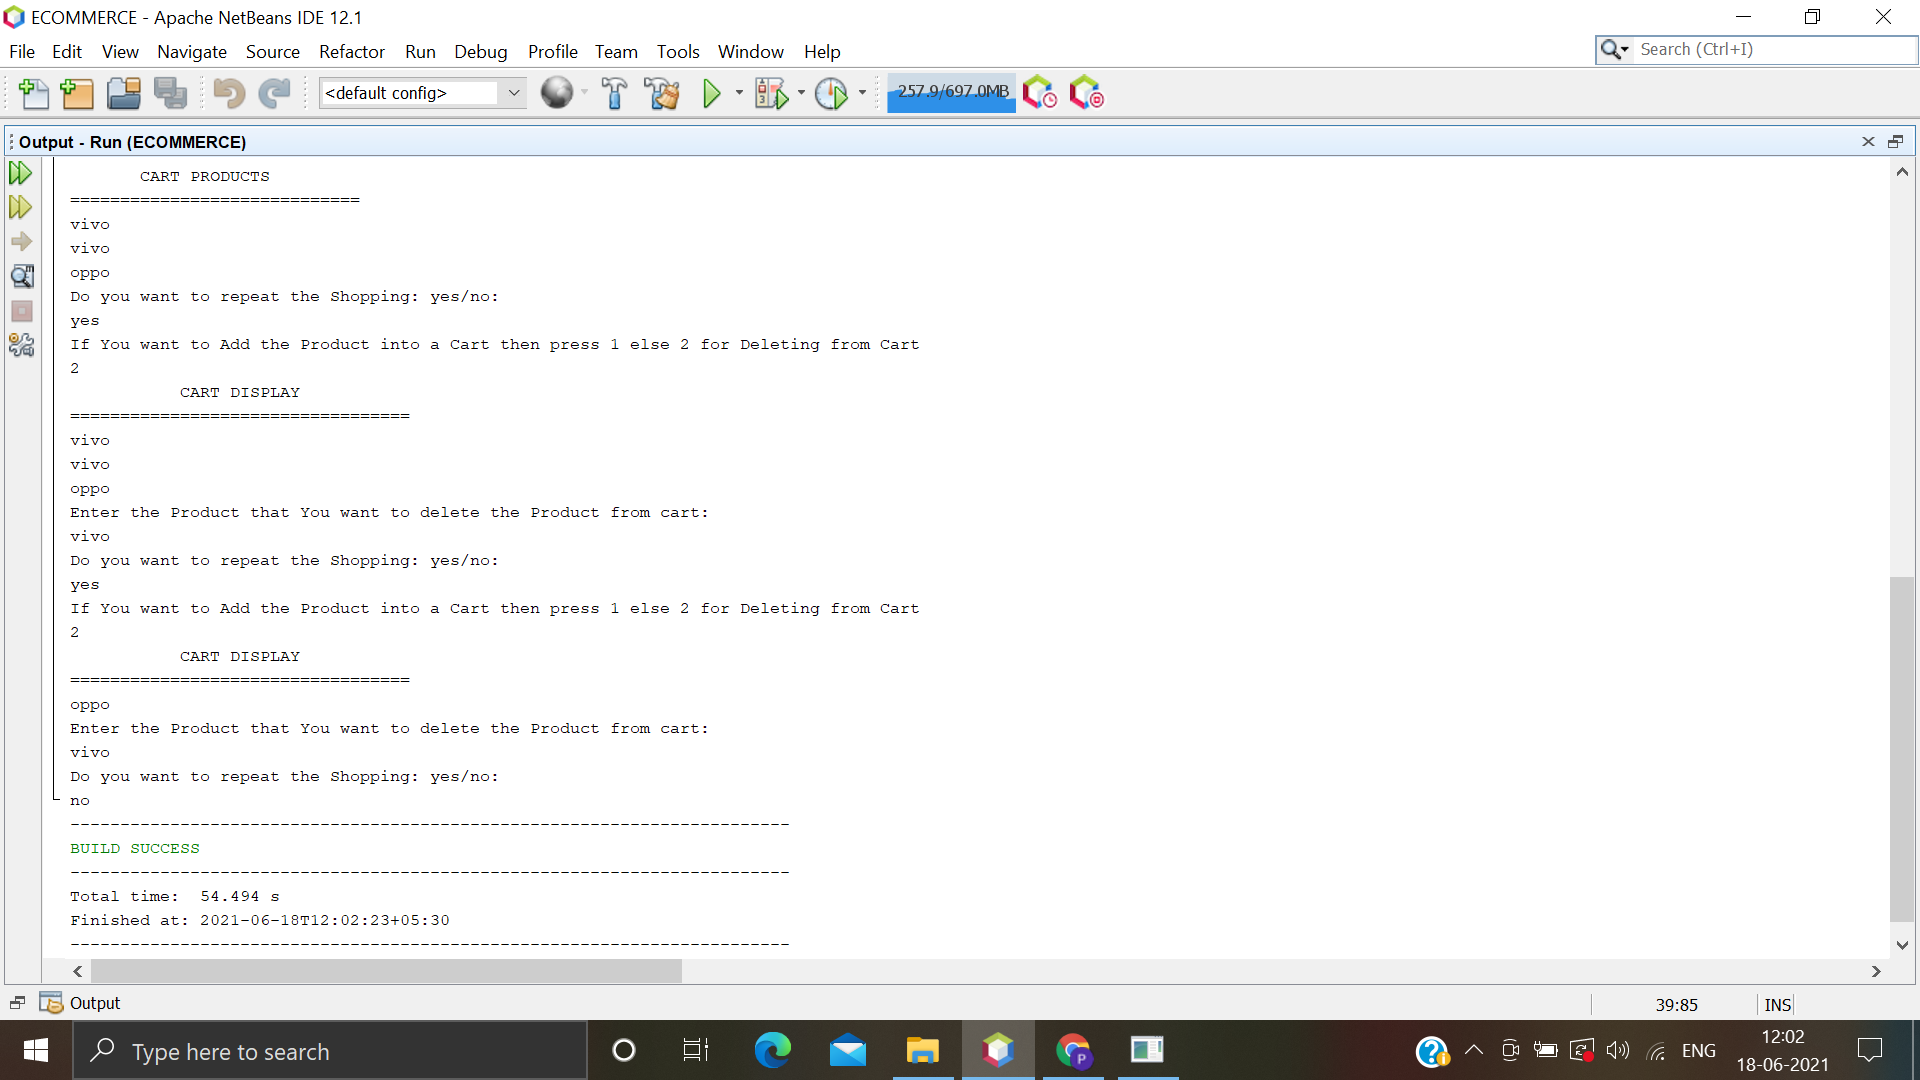 ECOMMERCE - Apache NetBeans IDE 12.1
File Edit View Navigate Source Refactor Run Debug Profile Team Tools Window Help
Search (Ctrl+I)
<default config>
257.9/697.0MB
Output - Run (ECOMMERCE)
CART PRODUCTS
=============================
vivo
vivo
oppo
Do you want to repeat the Shopping: yes/no:
yes
If You want to Add the Product into a Cart then press 1 else 2 for Deleting from Cart
2
CART DISPLAY
==================================
vivo
vivo
oppo
Enter the Product that You want to delete the Product from cart:
vivo
Do you want to repeat the Shopping: yes/no:
yes
If You want to Add the Product into a Cart then press 1 else 2 for Deleting from Cart
2
CART DISPLAY
==================================
oppo
Enter the Product that You want to delete the Product from cart:
vivo
Do you want to repeat the Shopping: yes/no:
no
------------------------------------------------------------------------
BUILD SUCCESS
------------------------------------------------------------------------
Total time:  54.494 s
Finished at: 2021-06-18T12:02:23+05:30
------------------------------------------------------------------------
Output
39:85
INS
Type here to search
P
ENG
12:02
18-06-2021